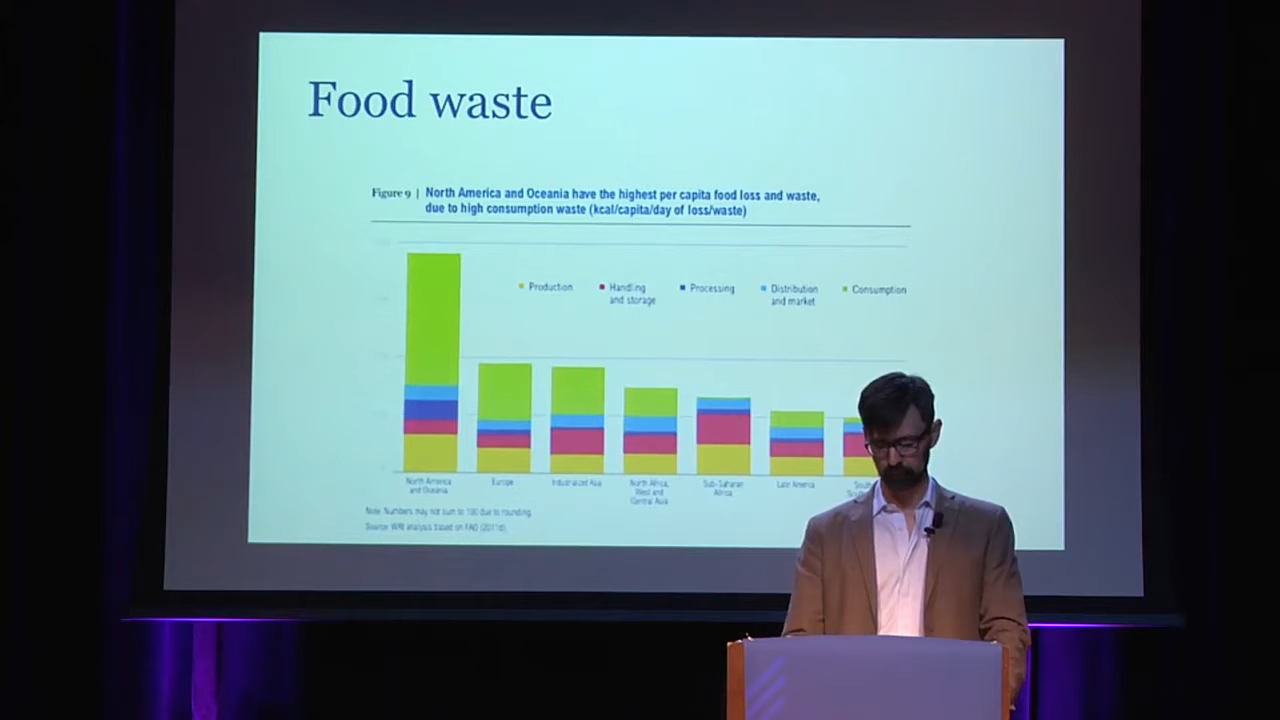 Food waste
Figure 9 | North America and Oceania have the highest per capita food loss and waste,
due to high consumption waste (kcal/capita/day of loss/waste)
Production
Handling
and storage
Processing
Distribution
and market
Consumption
North America
and Oceania
Europe
Industrialized Asia
North Africa,
West and
Central Asia
Sub-Saharan
Africa
Latin America
Note: Numbers may not sum to 100 due to rounding.
Source: WRI analysis based on FAO (2011d).